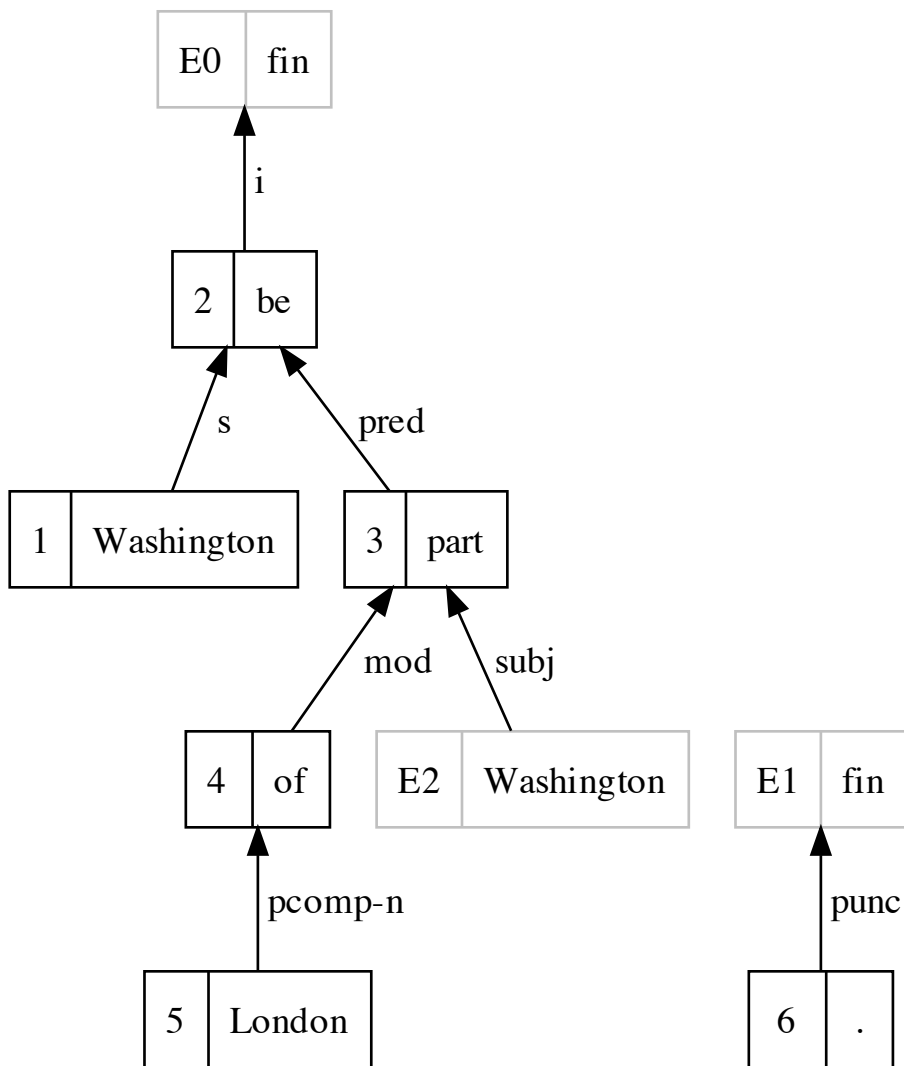 E0 fin
i
2 be
s pred
1 Washington 3 part
mod subj
4 of E2 Washington E1 fin
pcomp-n punc
5 London 6 .